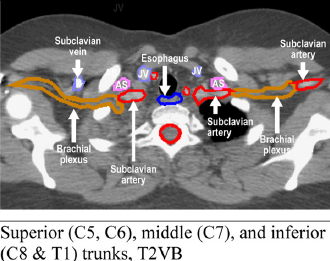 JV
Subclavian
vein
Esophagus
Subclavian
artery
JV
JV
AS
AS
Brachial
plexus
Subclavian
artery
Subclavian
artery
Brachial
plexus
Superior (C5, C6), middle (C7), and inferior
(C8 & T1) trunks, T2VB